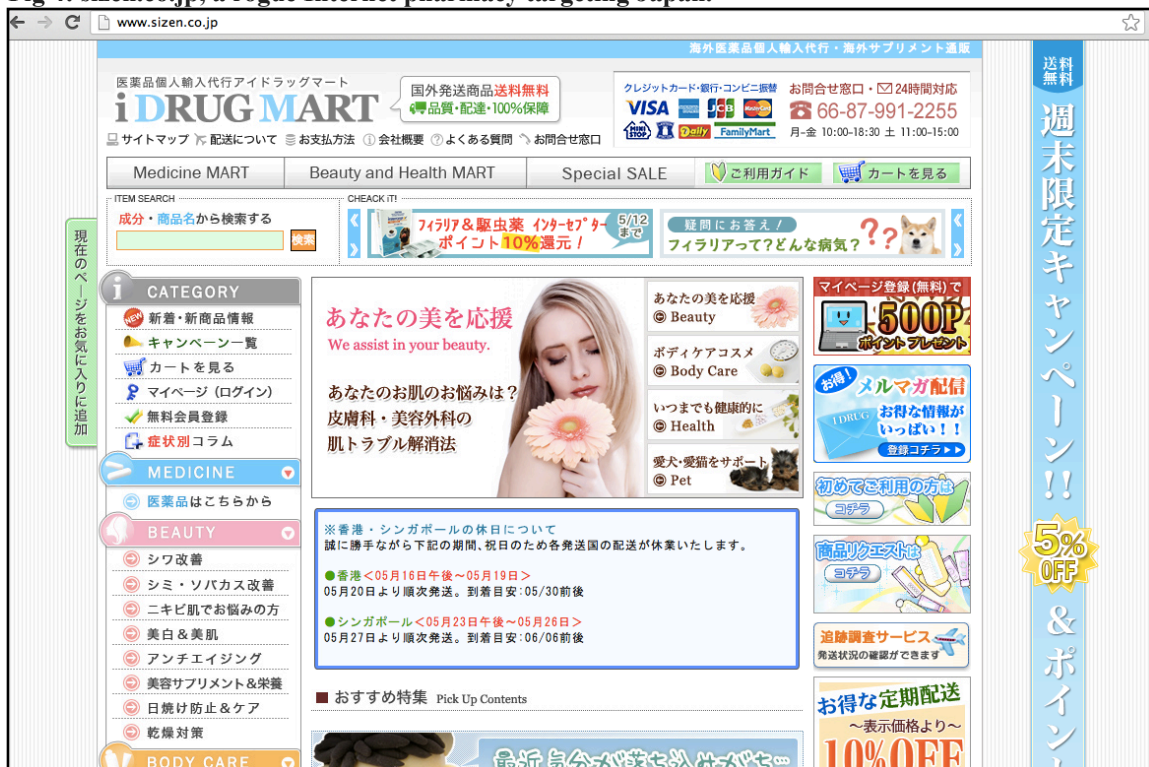 Fig 4: sizen.co.jp, a rogue Internet pharmacy targeting Japan.
www.sizen.co.jp
海外医薬品個人輸入代行・海外サプリメント通販
医薬品個人輸入代行アイドラッグマート
iDRUG MART
国外発送商品送料無料
品質・配達・100%保障
クレジットカード・銀行・コンビニ振替
VISA JCB MasterCard
MINI STOP Daily FamilyMart
お問合せ窓口・24時間対応
66-87-991-2255
月-金 10:00-18:30 土 11:00-15:00
サイトマップ 配送について お支払方法 会社概要 よくある質問 お問合せ窓口
Medicine MART Beauty and Health MART Special SALE ご利用ガイド カートを見る
ITEM SEARCH
成分・商品名から検索する
検索
CHEACK iT!
フィラリア&駆虫薬 インターセプター 5/12まで
ポイント10%還元!
疑問にお答え!
フィラリアって?どんな病気???
現在のページをお気に入りに追加
CATEGORY
NEW 新着・新商品情報
キャンペーン一覧
カートを見る
マイページ(ログイン)
無料会員登録
症状別コラム
MEDICINE
医薬品はこちらから
BEAUTY
シワ改善
シミ・ソバカス改善
ニキビ肌でお悩みの方
美白&美肌
アンチエイジング
美容サプリメント&栄養
日焼け防止&ケア
乾燥対策
BODY CARE
あなたの美を応援
We assist in your beauty.
あなたのお肌のお悩みは?
皮膚科・美容外科の
肌トラブル解消法
あなたの美を応援
Beauty
ボディケアコスメ
Body Care
いつまでも健康的に
Health
愛犬・愛猫をサポート
Pet
※香港・シンガポールの休日について
誠に勝手ながら下記の期間、祝日のため各発送国の配送が休業いたします。
●香港<05月16日午後～05月19日>
05月20日より順次発送。到着目安:05/30前後
●シンガポール<05月23日午後～05月26日>
05月27日より順次発送。到着目安:06/06前後
おすすめ特集 Pick Up Contents
最近気分が落ち込みがち…
マイページ登録(無料)で
500P
ポイントプレゼント
お得!メルマガ配信
IDRUG
お得な情報が
いっぱい!!
登録コチラ
初めてご利用の方は
コチラ
商品リクエストは
コチラ
追跡調査サービス
発送状況の確認ができます
お得な定期配送
～表示価格より～
10%OFF
送料無料
週末限定キャンペーン!!
5%OFF
&ポイン